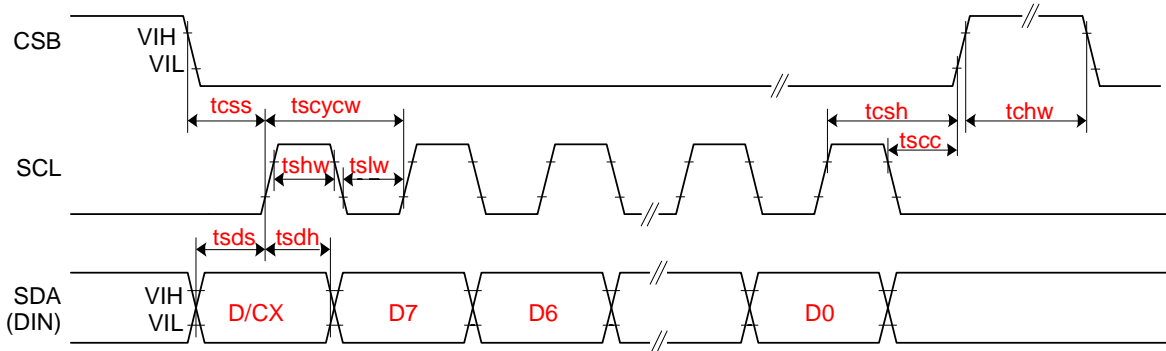 CSB
VIH
VIL
tcss
tscycw
tcsh
tchw
tscc
SCL
tshw
tslw
tsds
tsdh
SDA
(DIN)
VIH
VIL
D/CX
D7
D6
D0